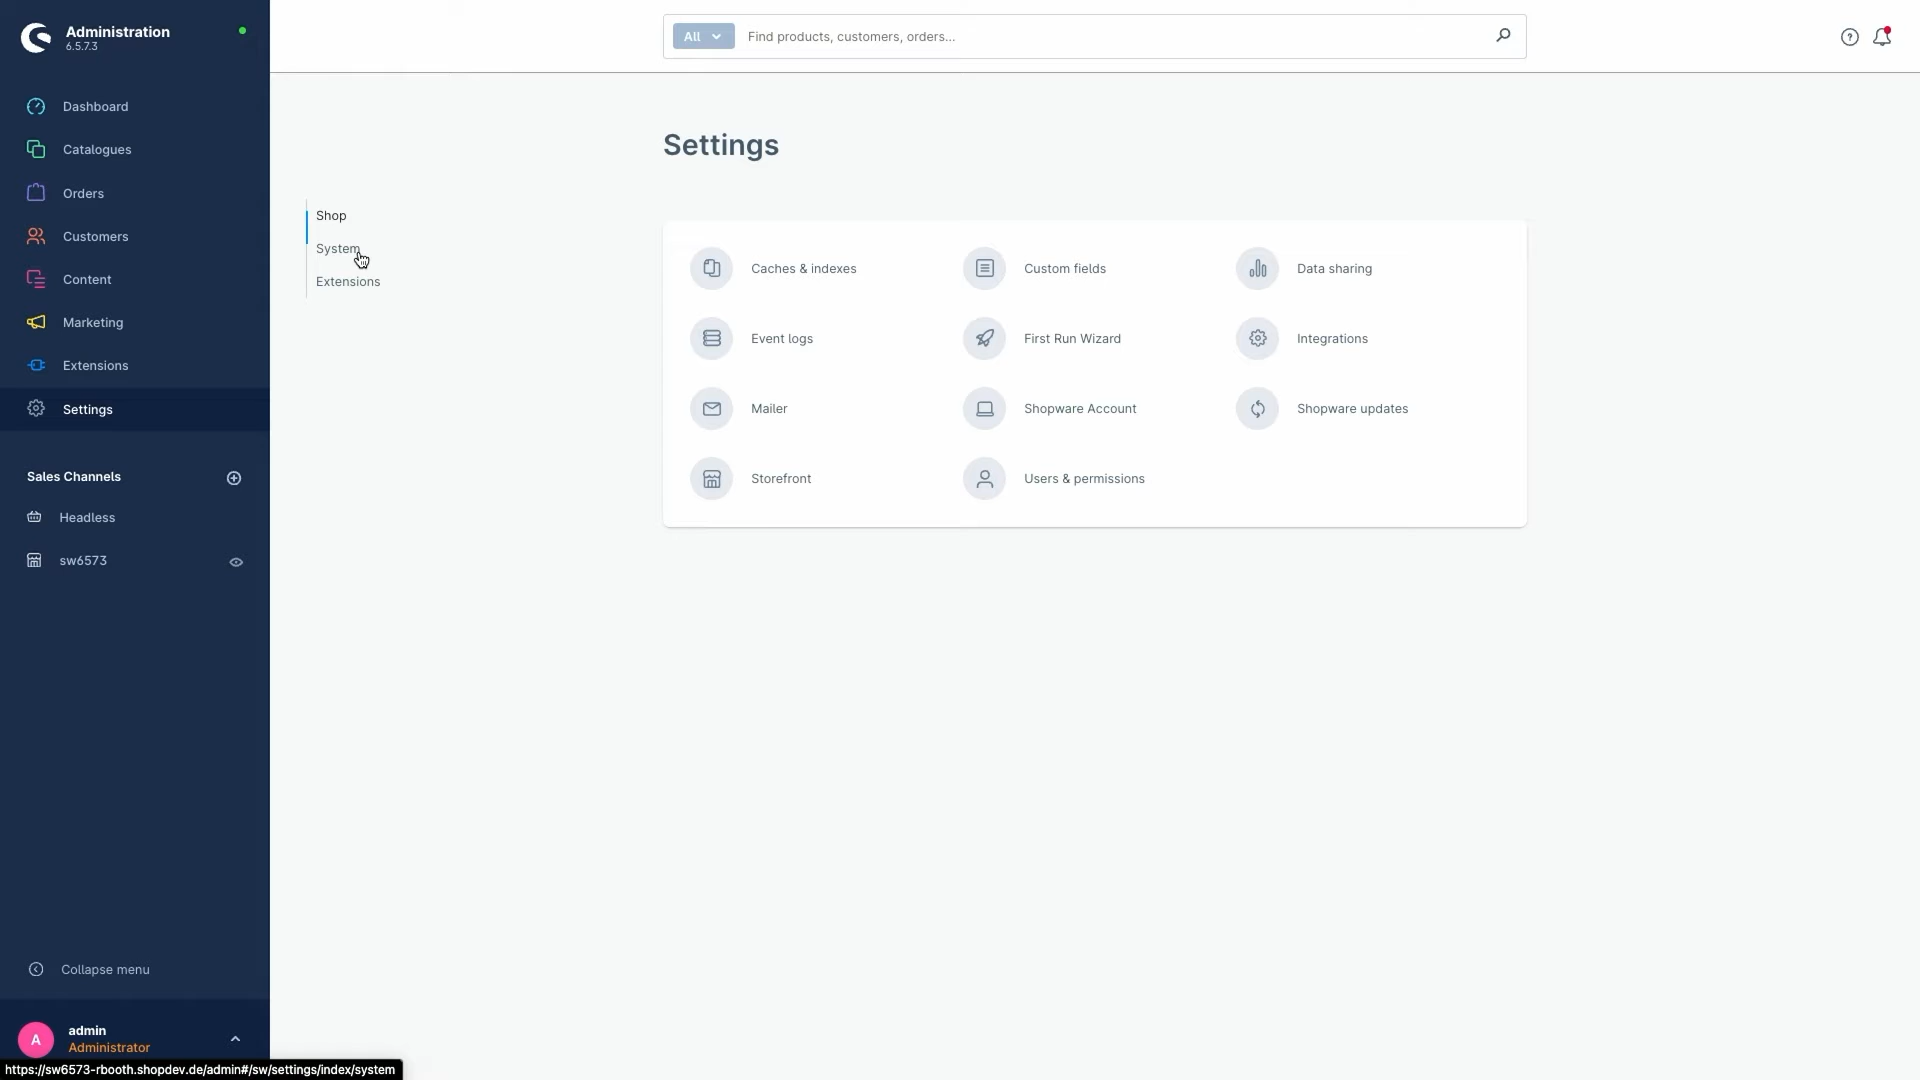 Administration
6.5.7.3
All
Find products, customers, orders...
Dashboard
Catalogues
Orders
Customers
Content
Marketing
Extensions
Settings
Sales Channels
Headless
sw6573
Collapse menu
A
admin
Administrator
https://sw6573-rbooth.shopdev.de/admin#/sw/settings/index/system
Settings
Shop
System
Extensions
Caches & indexes
Custom fields
Data sharing
Event logs
First Run Wizard
Integrations
Mailer
Shopware Account
Shopware updates
Storefront
Users & permissions